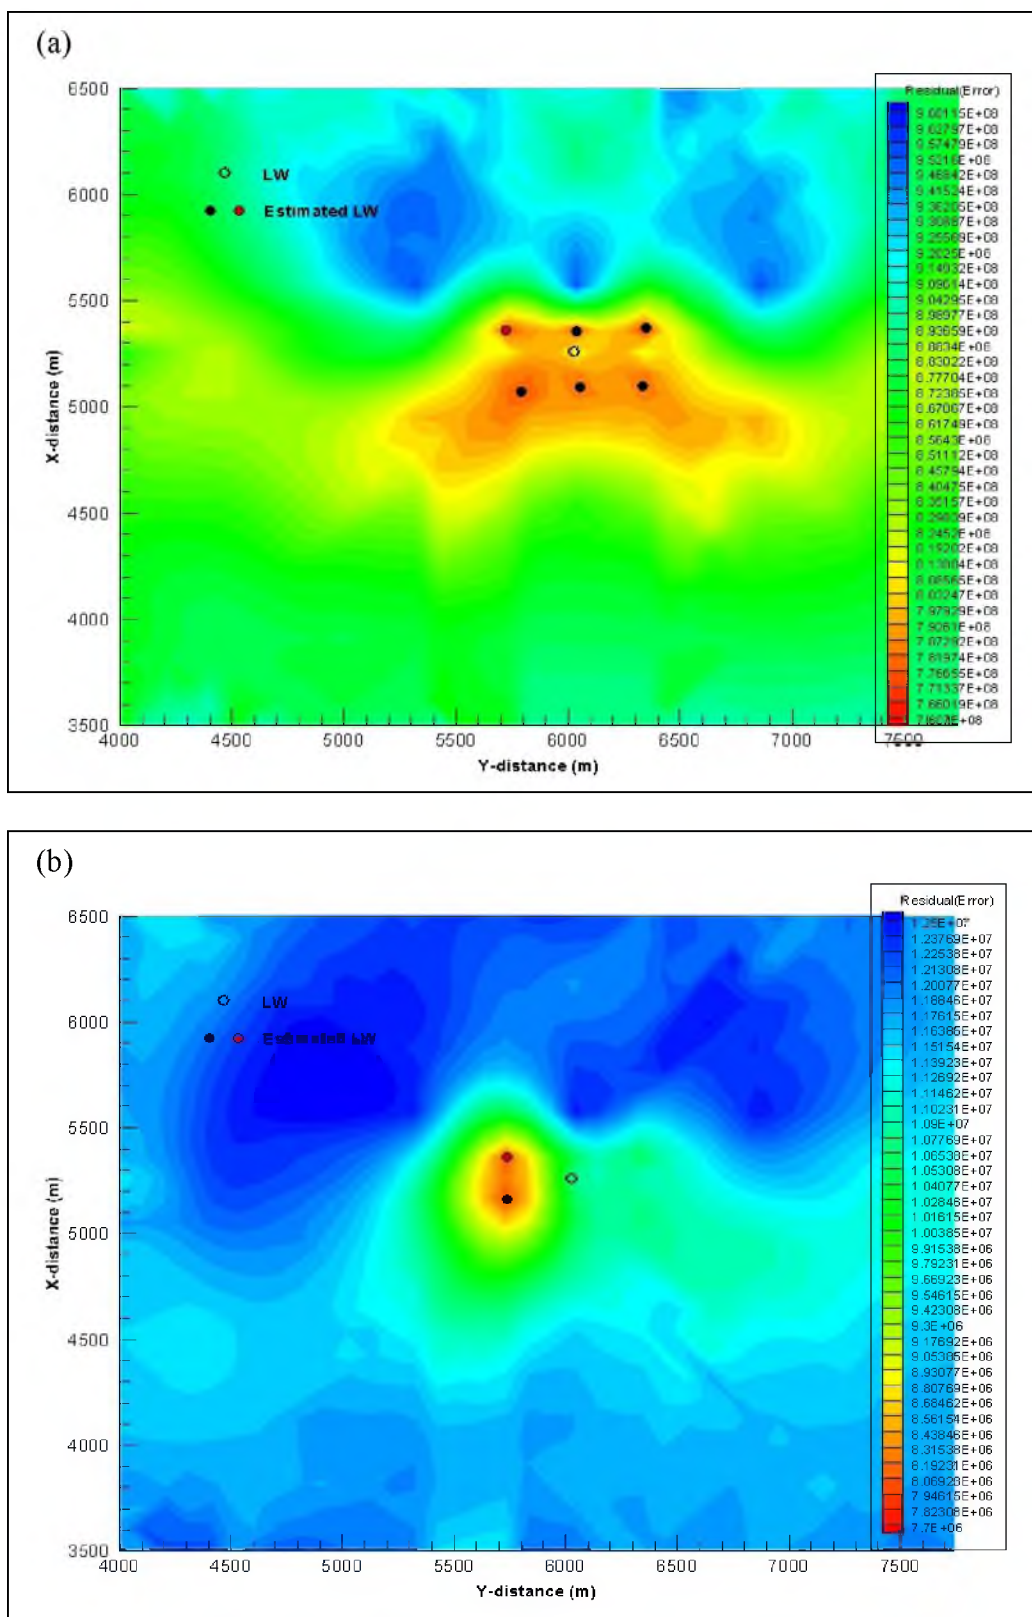 (a)
Residual(Error)
6500
6000
5500
5000
4500
4000
3500
X-distance (m)
LW
Estimated LW
9.62797E+08
9.57479E+08
9.5216E+08
9.46842E+08
9.41524E+08
9.36205E+08
9.30887E+08
9.25569E+08
9.2025E+08
9.14932E+08
9.09614E+08
9.04295E+08
8.98977E+08
8.93659E+08
8.8834E+08
8.83022E+08
8.77704E+08
8.72385E+08
8.67067E+08
8.61749E+08
8.5643E+08
8.51112E+08
8.45794E+08
8.40475E+08
8.35157E+08
8.29839E+08
8.2452E+08
8.19202E+08
8.13884E+08
8.08565E+08
8.03247E+08
7.97929E+08
7.9261E+08
7.87292E+08
7.81974E+08
7.76655E+08
7.71337E+08
7.66019E+08
4000
4500
5000
5500
6000
6500
7000
7500
Y-distance (m)
(b)
Residual(Error)
6500
6000
5500
5000
4500
4000
3500
X-distance (m)
LW
Estimated LW
1.25E+07
1.23769E+07
1.22538E+07
1.21308E+07
1.20077E+07
1.18846E+07
1.17615E+07
1.16385E+07
1.15154E+07
1.13923E+07
1.12692E+07
1.11462E+07
1.10231E+07
1.09E+07
1.07769E+07
1.06538E+07
1.05308E+07
1.04077E+07
1.02846E+07
1.01615E+07
1.00385E+07
9.91538E+06
9.79231E+06
9.66923E+06
9.54615E+06
9.42308E+06
9.3E+06
9.17692E+06
9.05385E+06
8.93077E+06
8.80769E+06
8.68462E+06
8.56154E+06
8.43846E+06
8.31538E+06
8.19231E+06
8.06923E+06
7.94615E+06
7.82308E+06
7.7E+06
4000
4500
5000
5500
6000
6500
7000
7500
Y-distance (m)